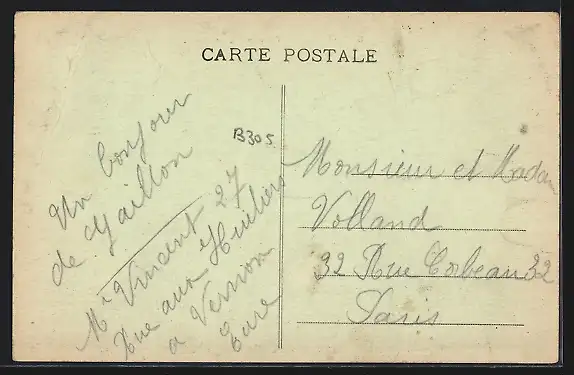 CARTE POSTALE
B305
Un bonjour
de Gaillon
Mr Vincent 27
Rue aux Huiliers
a Vernon
Eure
Monsieur et Madam
Volland
32 Rue Corbeau 32
Paris